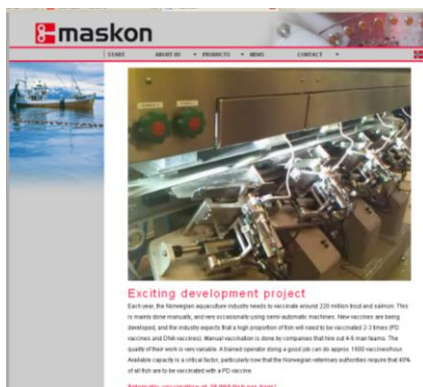 maskon
START ABOUT US PRODUCTS NEWS CONTACT
Exciting development project
Each year, the Norwegian aquaculture industry needs to vaccinate around 220 million trout and salmon. This
is mainly done manually, and very occasionally using semi-automatic machines. New vaccines are being
developed, and the industry expects that a high proportion of fish will need to be vaccinated 2-3 times (PD
vaccines and DNA vaccines). Manual vaccination is done by companies that hire out 4-6 man teams. The
quality of their work is very variable. A trained operator doing a good job can do approx. 1800 vaccines/hour.
Available capacity is a critical factor, particularly now that the Norwegian veterinary authorities require that 40%
of all fish are to be vaccinated with a PD vaccine.